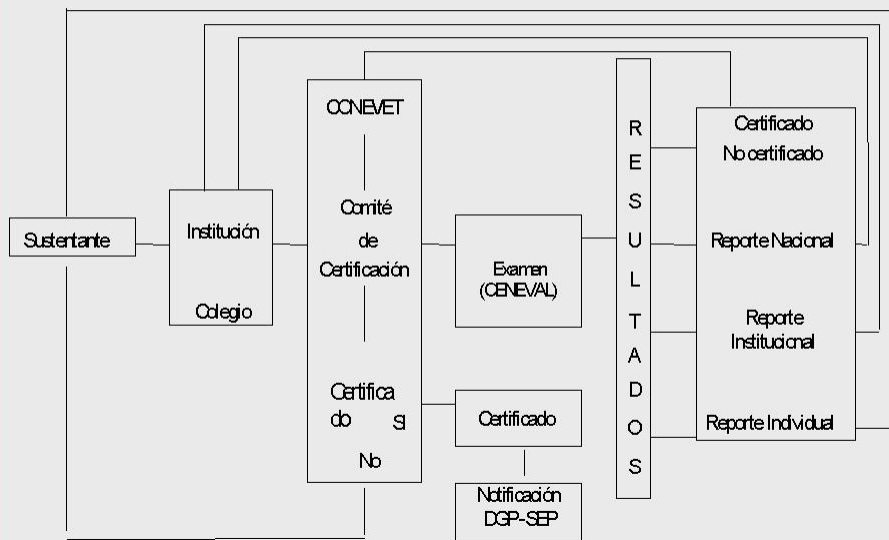 Sustentante
Institución
Colegio
CONEVET
Comité
de
Certificación
Certifica
do SI
No
Examen
(CENEVAL)
Certificado
Notificación
DGP-SEP
R
E
S
U
L
T
A
D
O
S
Certificado
No certificado
Reporte Nacional
Reporte
Institucional
Reporte Individual